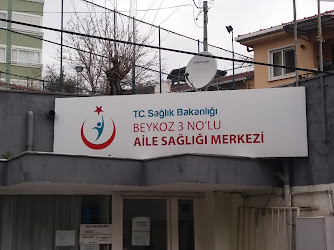 T.C. Sağlık Bakanlığı
BEYKOZ 3 NO'LU
AİLE SAĞLIĞI MERKEZİ